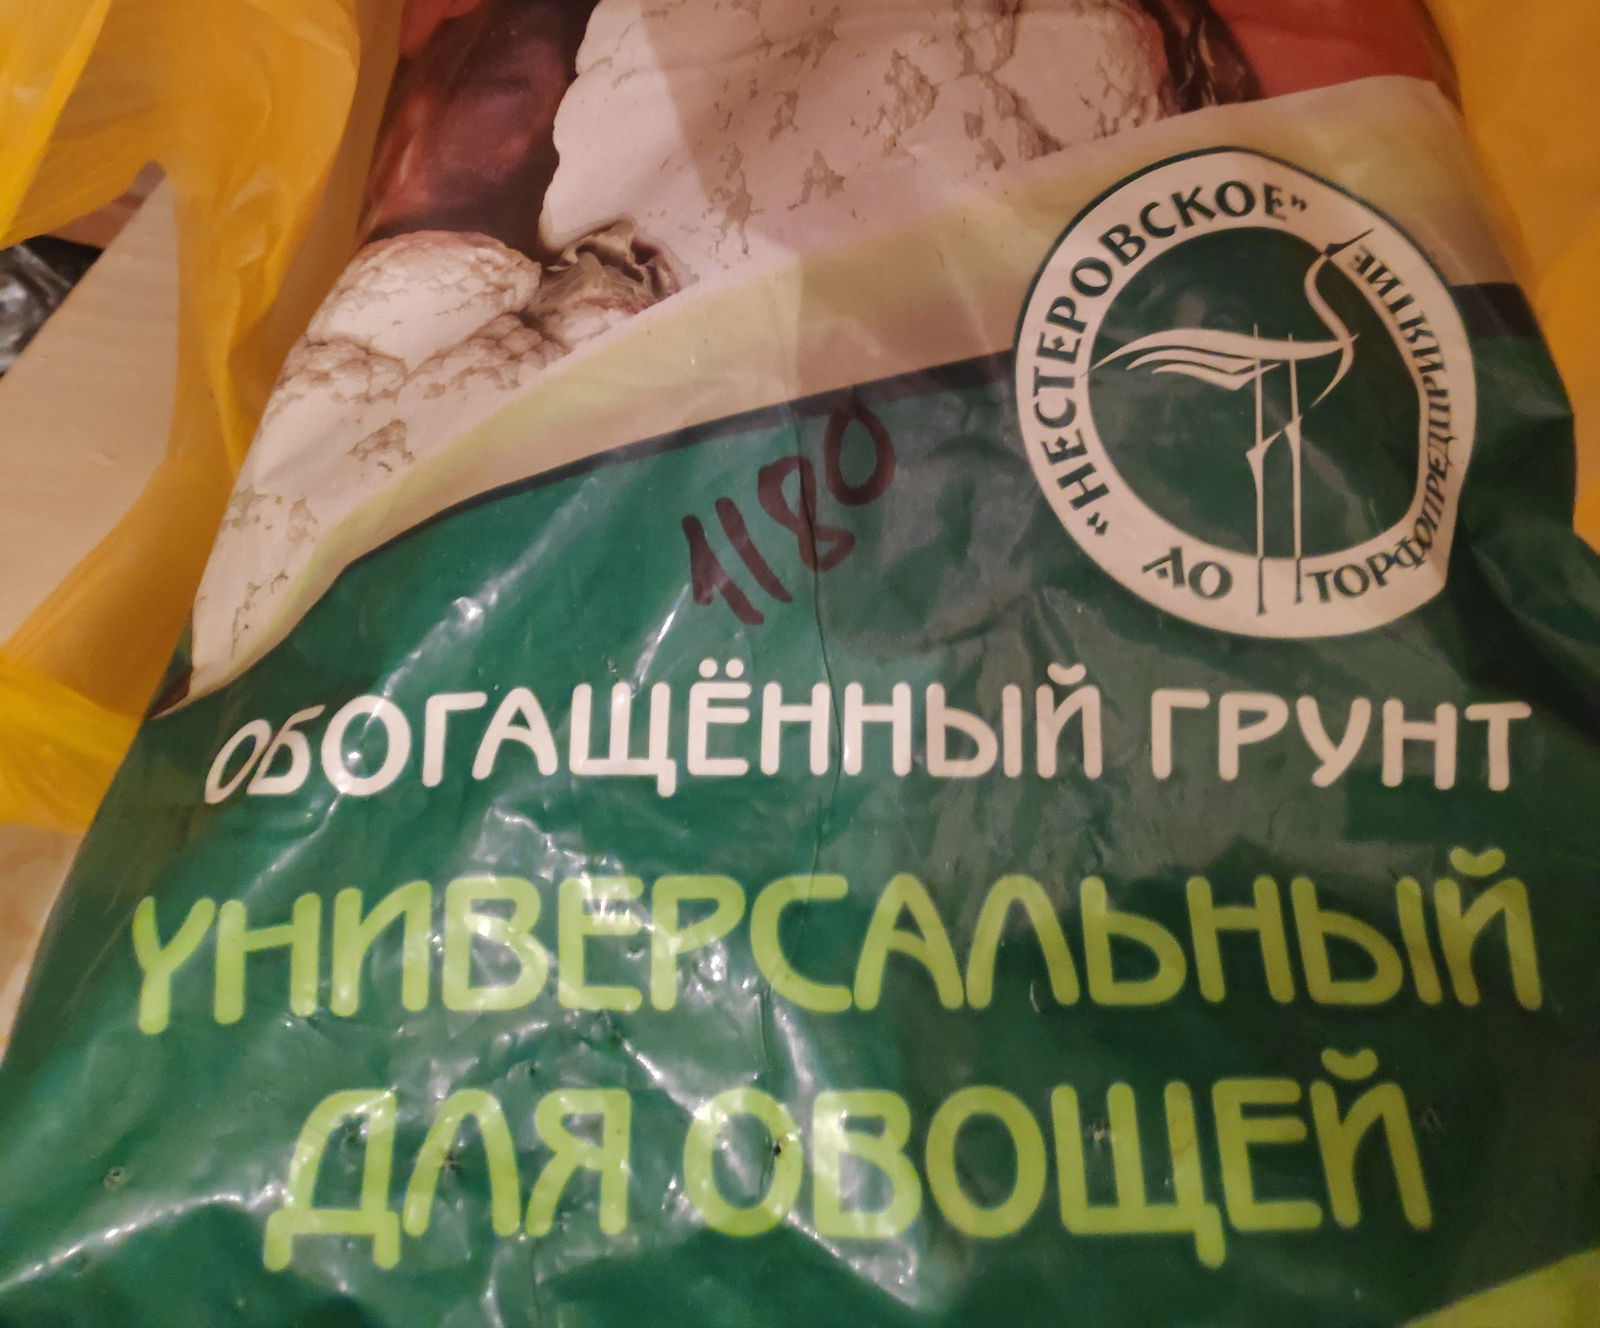 "НЕСТЕРОВСКОЕ"
АО ТОРФОПРЕДПРИЯТИЕ
1180
ОБОГАЩЁННЫЙ ГРУНТ
УНИВЕРСАЛЬНЫЙ
ДЛЯ ОВОЩЕЙ